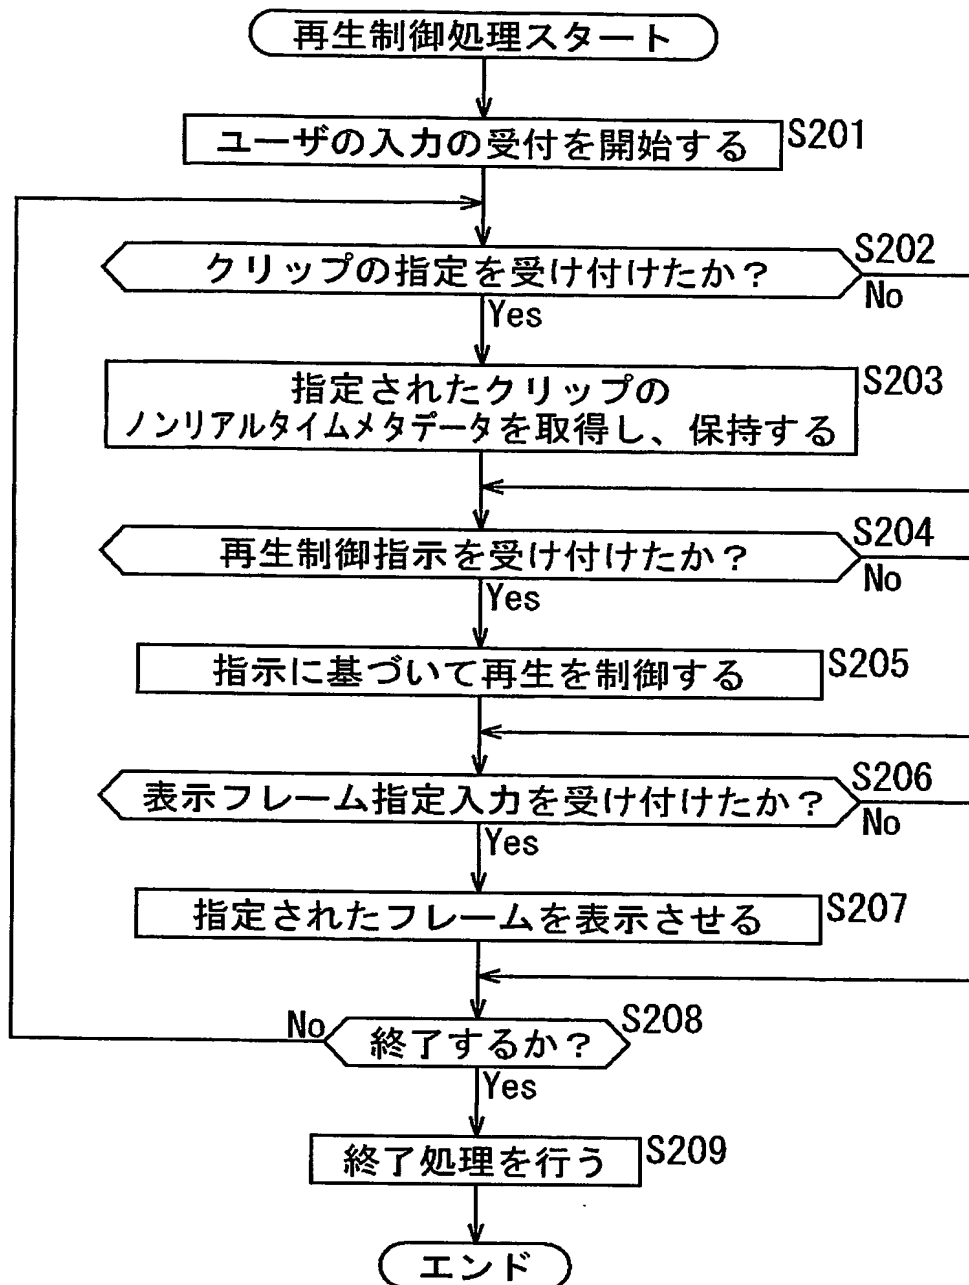 再生制御処理スタート
ユーザの入力の受付を開始する
S201
クリップの指定を受け付けたか?
S202
No
Yes
指定されたクリップの
ノンリアルタイムメタデータを取得し、保持する
S203
再生制御指示を受け付けたか?
S204
No
Yes
指示に基づいて再生を制御する
S205
表示フレーム指定入力を受け付けたか?
S206
No
Yes
指定されたフレームを表示させる
S207
No
終了するか?
S208
Yes
終了処理を行う
S209
エンド